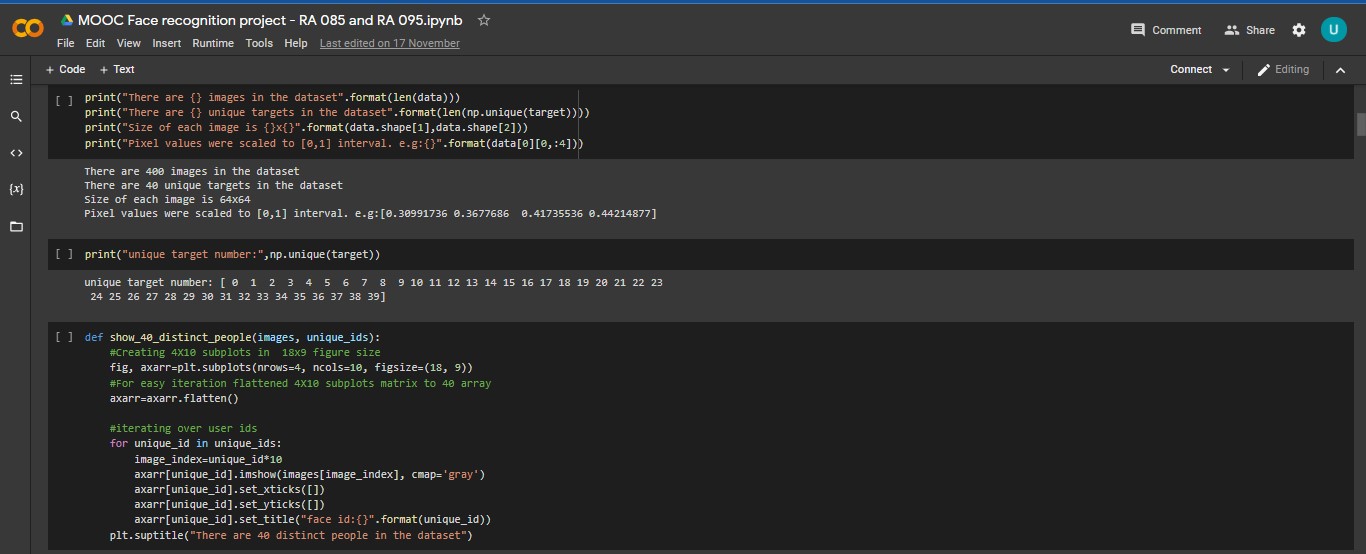 MOOC Face recognition project - RA 085 and RA 095.ipynb
Comment Share U
File Edit View Insert Runtime Tools Help Last edited on 17 November
+ Code + Text Connect Editing
[ ] print("There are {} images in the dataset".format(len(data)))
print("There are {} unique targets in the dataset".format(len(np.unique(target))))
print("Size of each image is {}x{}".format(data.shape[1],data.shape[2]))
print("Pixel values were scaled to [0,1] interval. e.g:{}".format(data[0][0,:4]))
There are 400 images in the dataset
There are 40 unique targets in the dataset
Size of each image is 64x64
Pixel values were scaled to [0,1] interval. e.g:[0.30991736 0.3677686  0.41735536 0.44214877]
[ ] print("unique target number:",np.unique(target))
unique target number: [ 0  1  2  3  4  5  6  7  8  9 10 11 12 13 14 15 16 17 18 19 20 21 22 23
 24 25 26 27 28 29 30 31 32 33 34 35 36 37 38 39]
[ ] def show_40_distinct_people(images, unique_ids):
    #Creating 4X10 subplots in  18x9 figure size
    fig, axarr=plt.subplots(nrows=4, ncols=10, figsize=(18, 9))
    #For easy iteration flattened 4X10 subplots matrix to 40 array
    axarr=axarr.flatten()
    #iterating over user ids
    for unique_id in unique_ids:
        image_index=unique_id*10
        axarr[unique_id].imshow(images[image_index], cmap='gray')
        axarr[unique_id].set_xticks([])
        axarr[unique_id].set_yticks([])
        axarr[unique_id].set_title("face id:{}".format(unique_id))
    plt.suptitle("There are 40 distinct people in the dataset")